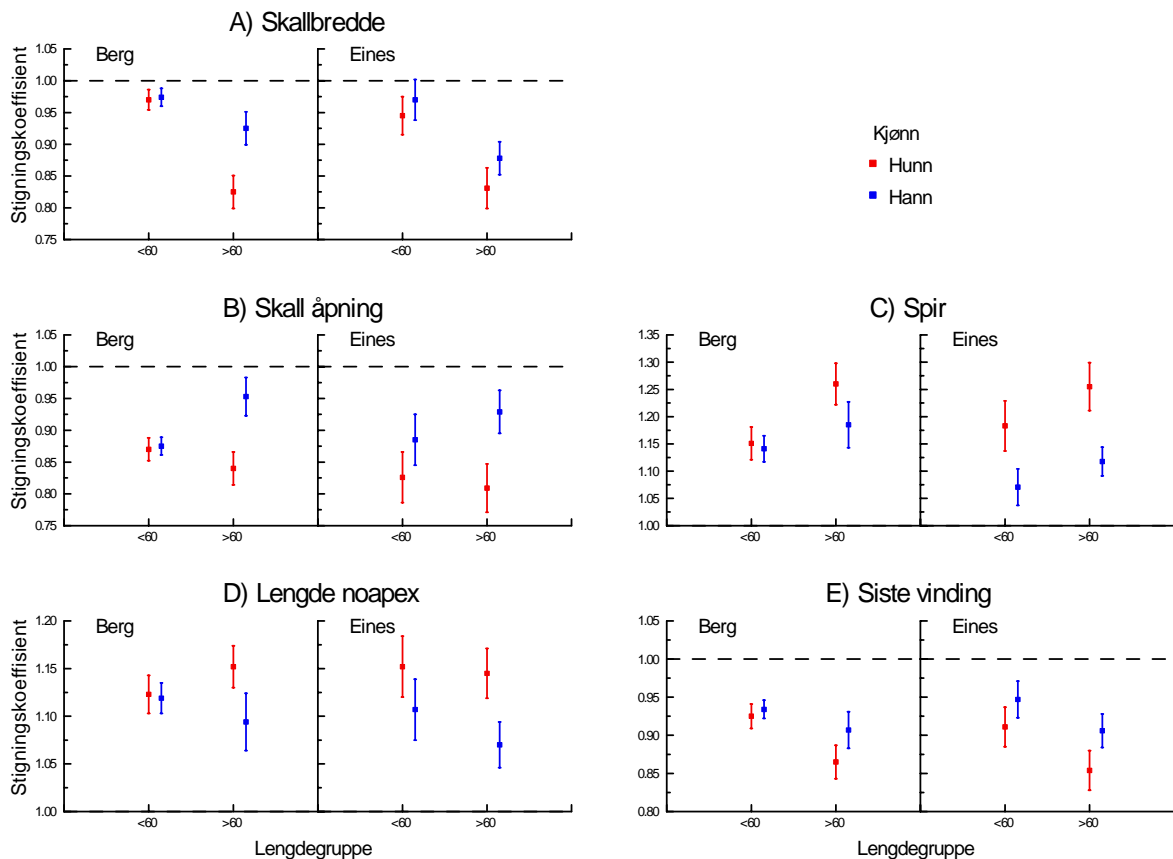 A) Skallbredde
Berg
Eines
Stigningskoeffisient
1.05
1.00
0.95
0.90
0.85
0.80
0.75
<60
>60
<60
>60
Kjønn
Hunn
Hann
B) Skall åpning
Berg
Eines
Stigningskoeffisient
1.05
1.00
0.95
0.90
0.85
0.80
0.75
<60
>60
<60
>60
C) Spir
Berg
Eines
1.35
1.30
1.25
1.20
1.15
1.10
1.05
1.00
<60
>60
<60
>60
D) Lengde noapex
Berg
Eines
Stigningskoeffisient
1.20
1.15
1.10
1.05
1.00
<60
>60
<60
>60
Lengdegruppe
E) Siste vinding
Berg
Eines
1.05
1.00
0.95
0.90
0.85
0.80
<60
>60
<60
>60
Lengdegruppe